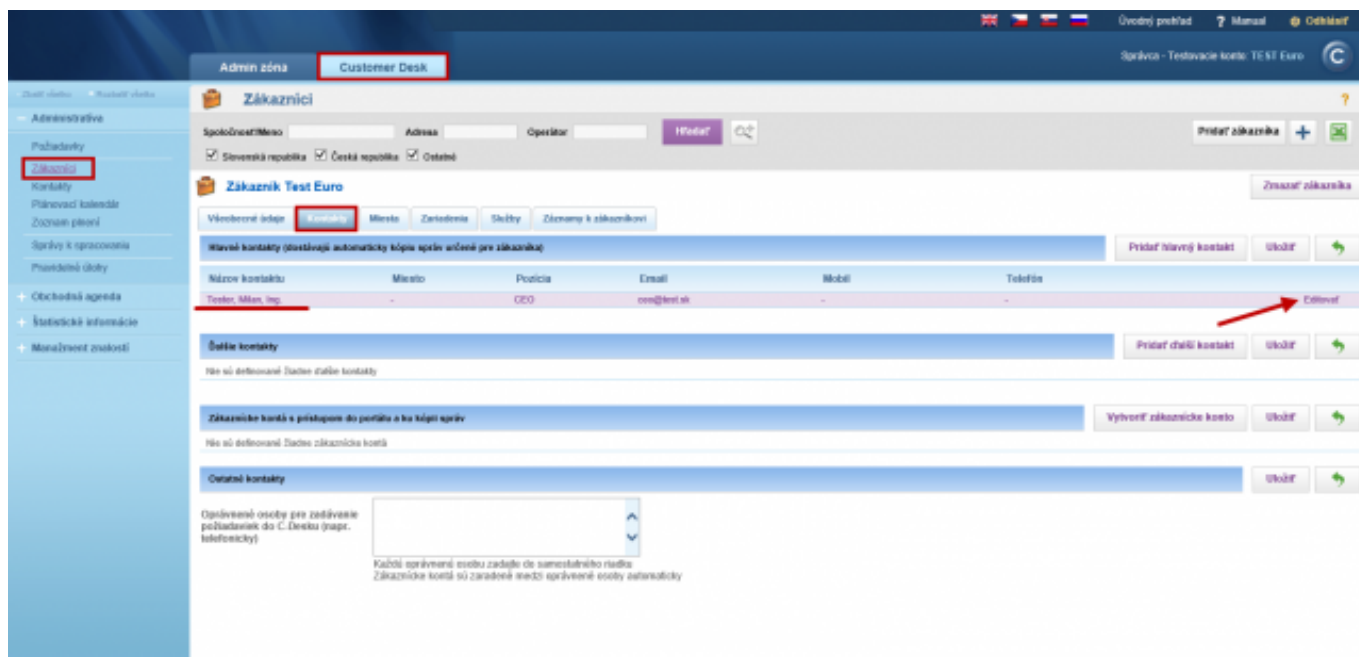 Úvodný prehľad ? Manual Odhlásiť
Správca - Testovacie konto: TEST Euro
Admin zóna Customer Desk
Zákazníci ?
Administratíva
Požiadavky
Zákazníci
Kontakty
Plánovací kalendár
Zoznam plnení
Správy k spracovaniu
Pravidelné úlohy
Obchodná agenda
Štatistické informácie
Manažment znalostí
Spoločnosť/Meno Adresa Operátor Hľadať Pridať zákazníka
Slovenská republika Česká republika Ostatné
Zákazník Test Euro Zmazať zákazníka
Všeobecné údaje Kontakty Miesta Zariadenia Služby Záznamy k zákazníkovi
Hlavné kontakty (dostávajú automaticky kópiu správ určené pre zákazníka) Pridať hlavný kontakt Uložiť
Názov kontaktu Miesto Pozícia Email Mobil Telefón
Tester, Milan, Ing. - CEO ceo@test.sk - - Editovať
Ďalšie kontakty Pridať ďalší kontakt Uložiť
Nie sú definované žiadne ďalšie kontakty
Zákaznícke kontá s prístupom do portálu a ku kópii správ Vytvoriť zákaznícke konto Uložiť
Nie sú definované žiadne zákaznícke kontá
Ostatné kontakty Uložiť
Oprávnené osoby pre zadávanie
požiadaviek do C-Desku (napr.
telefonicky)
Každú oprávnenú osobu zadajte do samostatného riadku
Zákaznícke kontá sú zaradené medzi oprávnené osoby automaticky